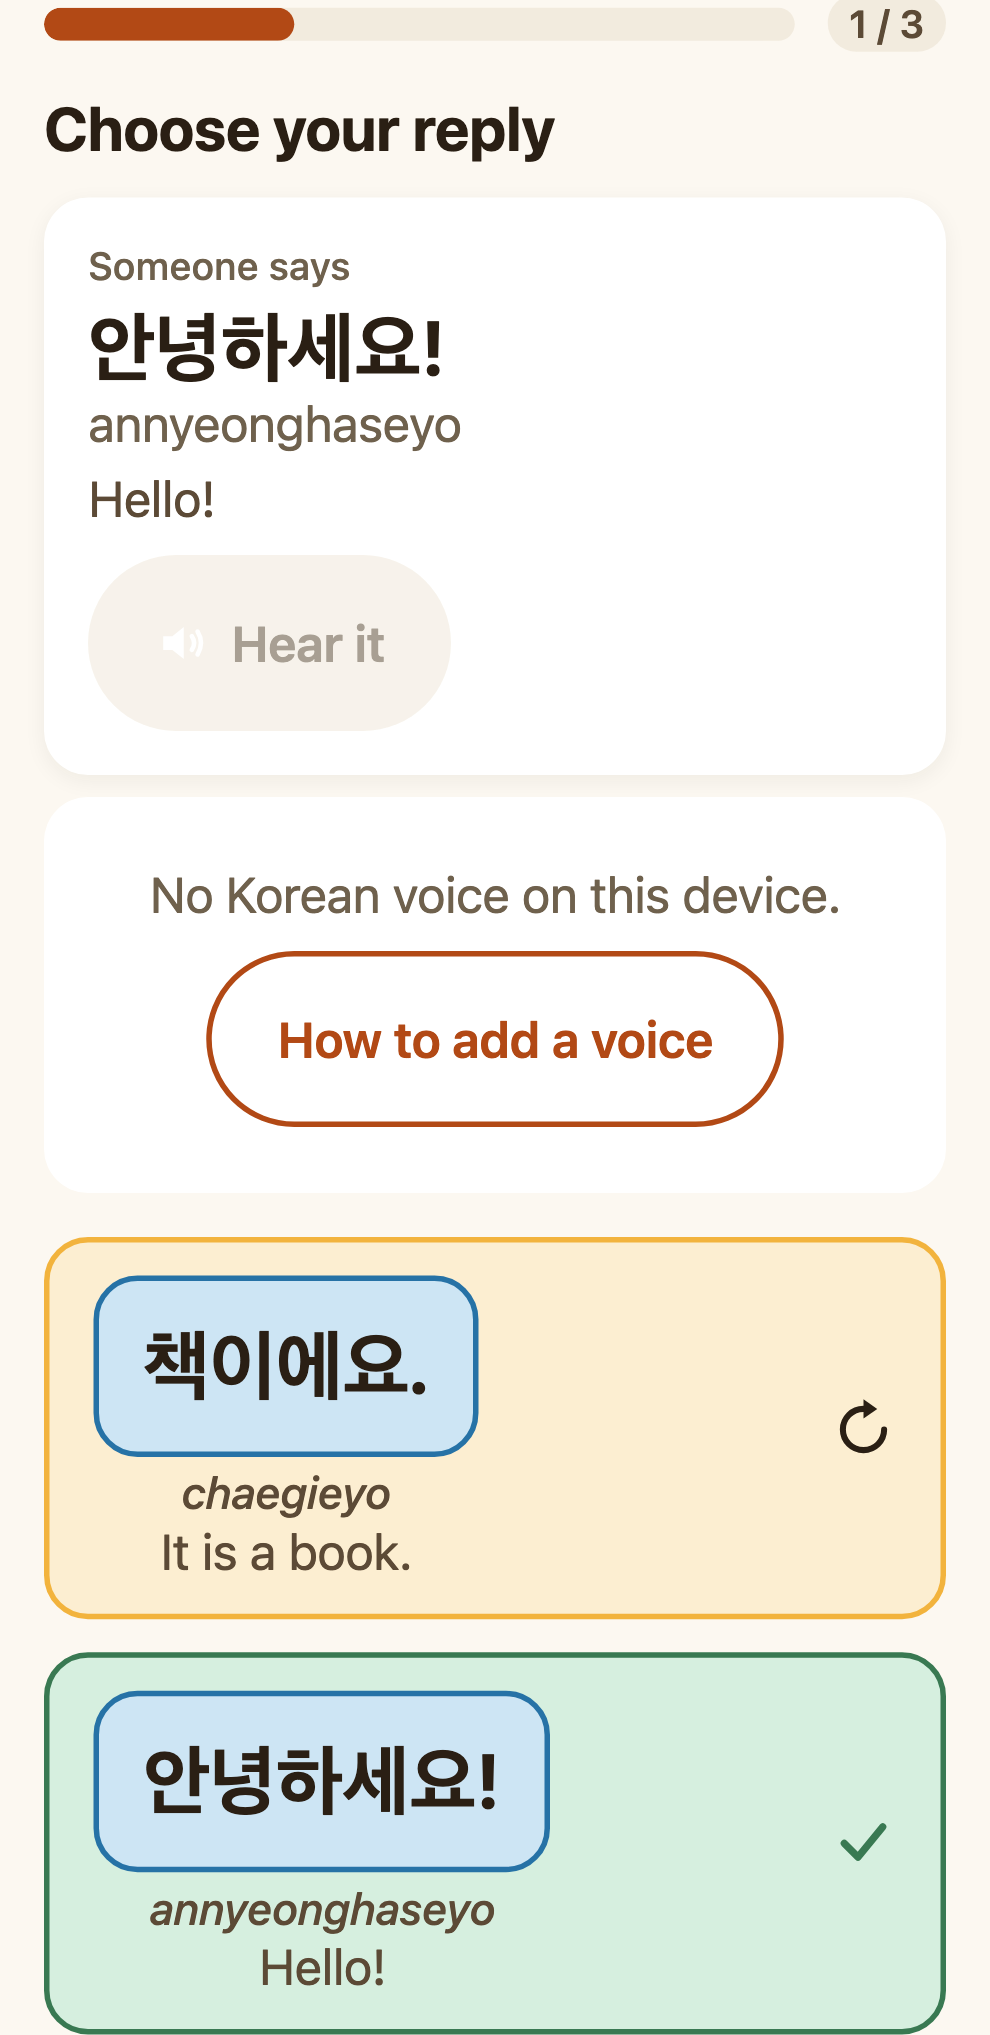 1 / 3
Choose your reply
Someone says
안녕하세요!
annyeonghaseyo
Hello!
Hear it
No Korean voice on this device.
How to add a voice
책이에요.
chaegieyo
It is a book.
안녕하세요!
annyeonghaseyo
Hello!